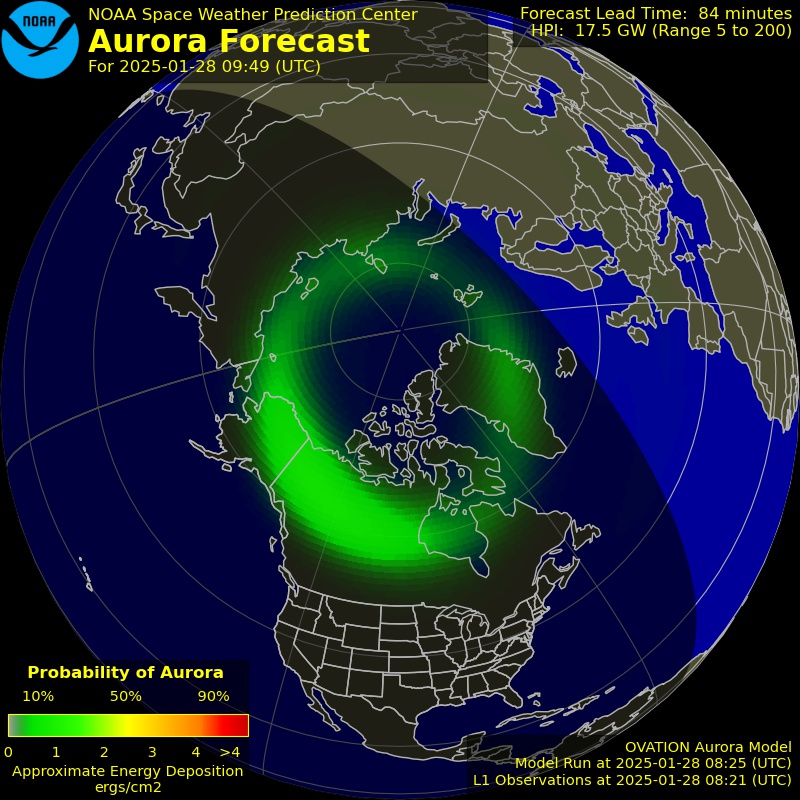 NOAA
NOAA Space Weather Prediction Center
Aurora Forecast
For 2025-01-28 09:49 (UTC)
Forecast Lead Time: 84 minutes
HPI: 17.5 GW (Range 5 to 200)
Probability of Aurora
10% 50% 90%
0 1 2 3 4 >4
Approximate Energy Deposition
ergs/cm2
OVATION Aurora Model
Model Run at 2025-01-28 08:25 (UTC)
L1 Observations at 2025-01-28 08:21 (UTC)